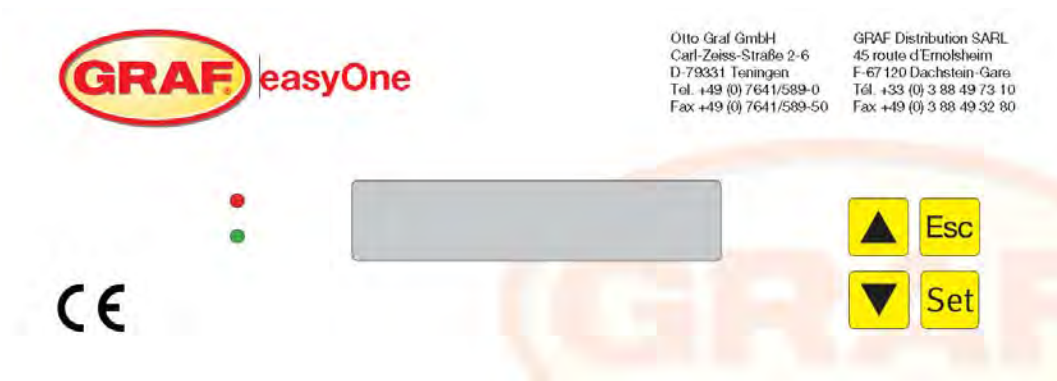 GRAF
easyOne
Otto Graf GmbH
Carl-Zeiss-Straße 2-6
D-79331 Teningen
Tel. +49 (0) 7641/589-0
Fax +49 (0) 7641/589-50
GRAF Distribution SARL
45 route d'Ernolsheim
F-67120 Dachstein-Gare
Tél. +33 (0) 3 88 49 73 10
Fax +49 (0) 3 88 49 32 80
Esc
Set
CE
GRAF